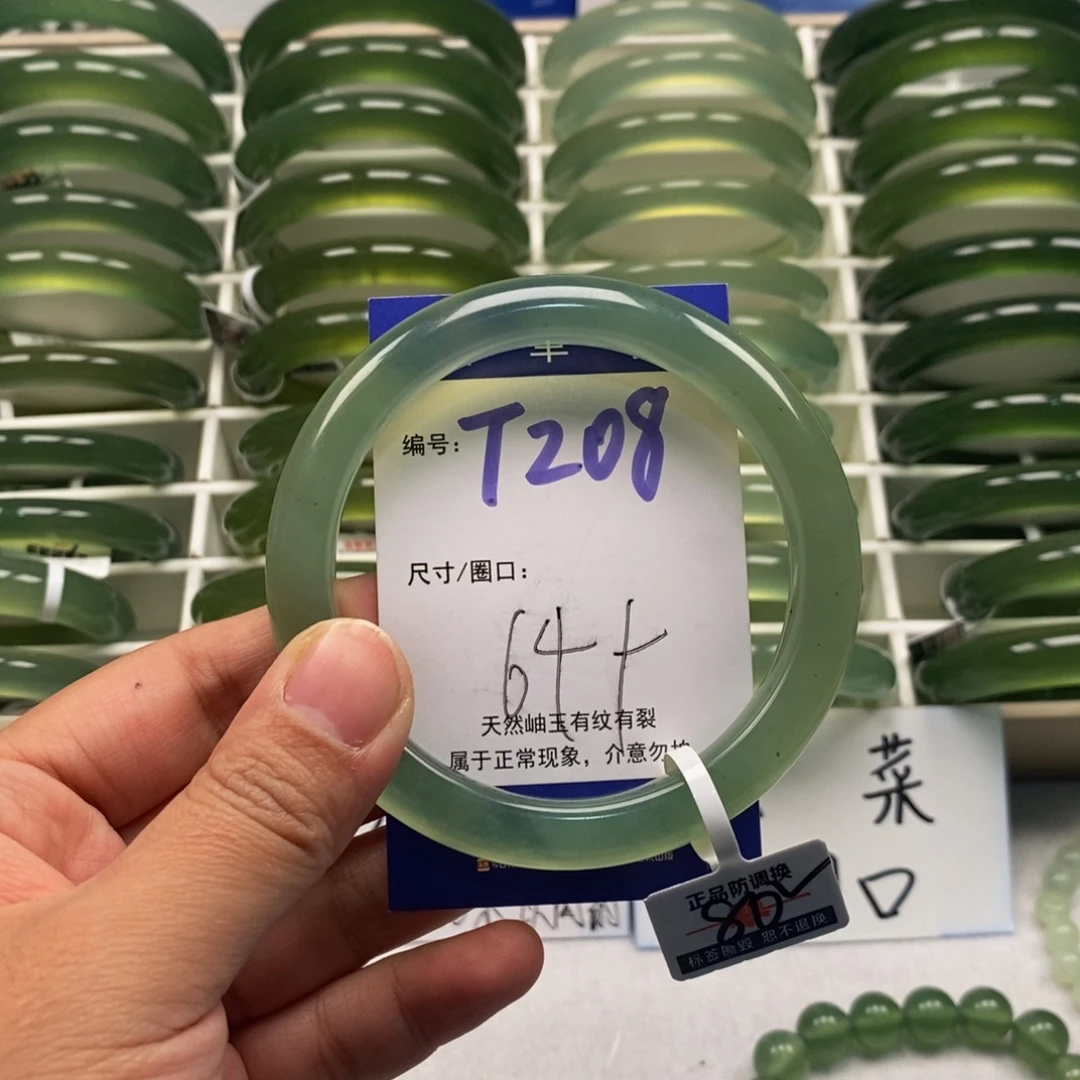 编号：T208
尺寸/圈口：
64+
天然岫玉有纹有裂
属于正常现象，介意勿拍
正品防调换
标签撕毁 恕不退换
菜
口